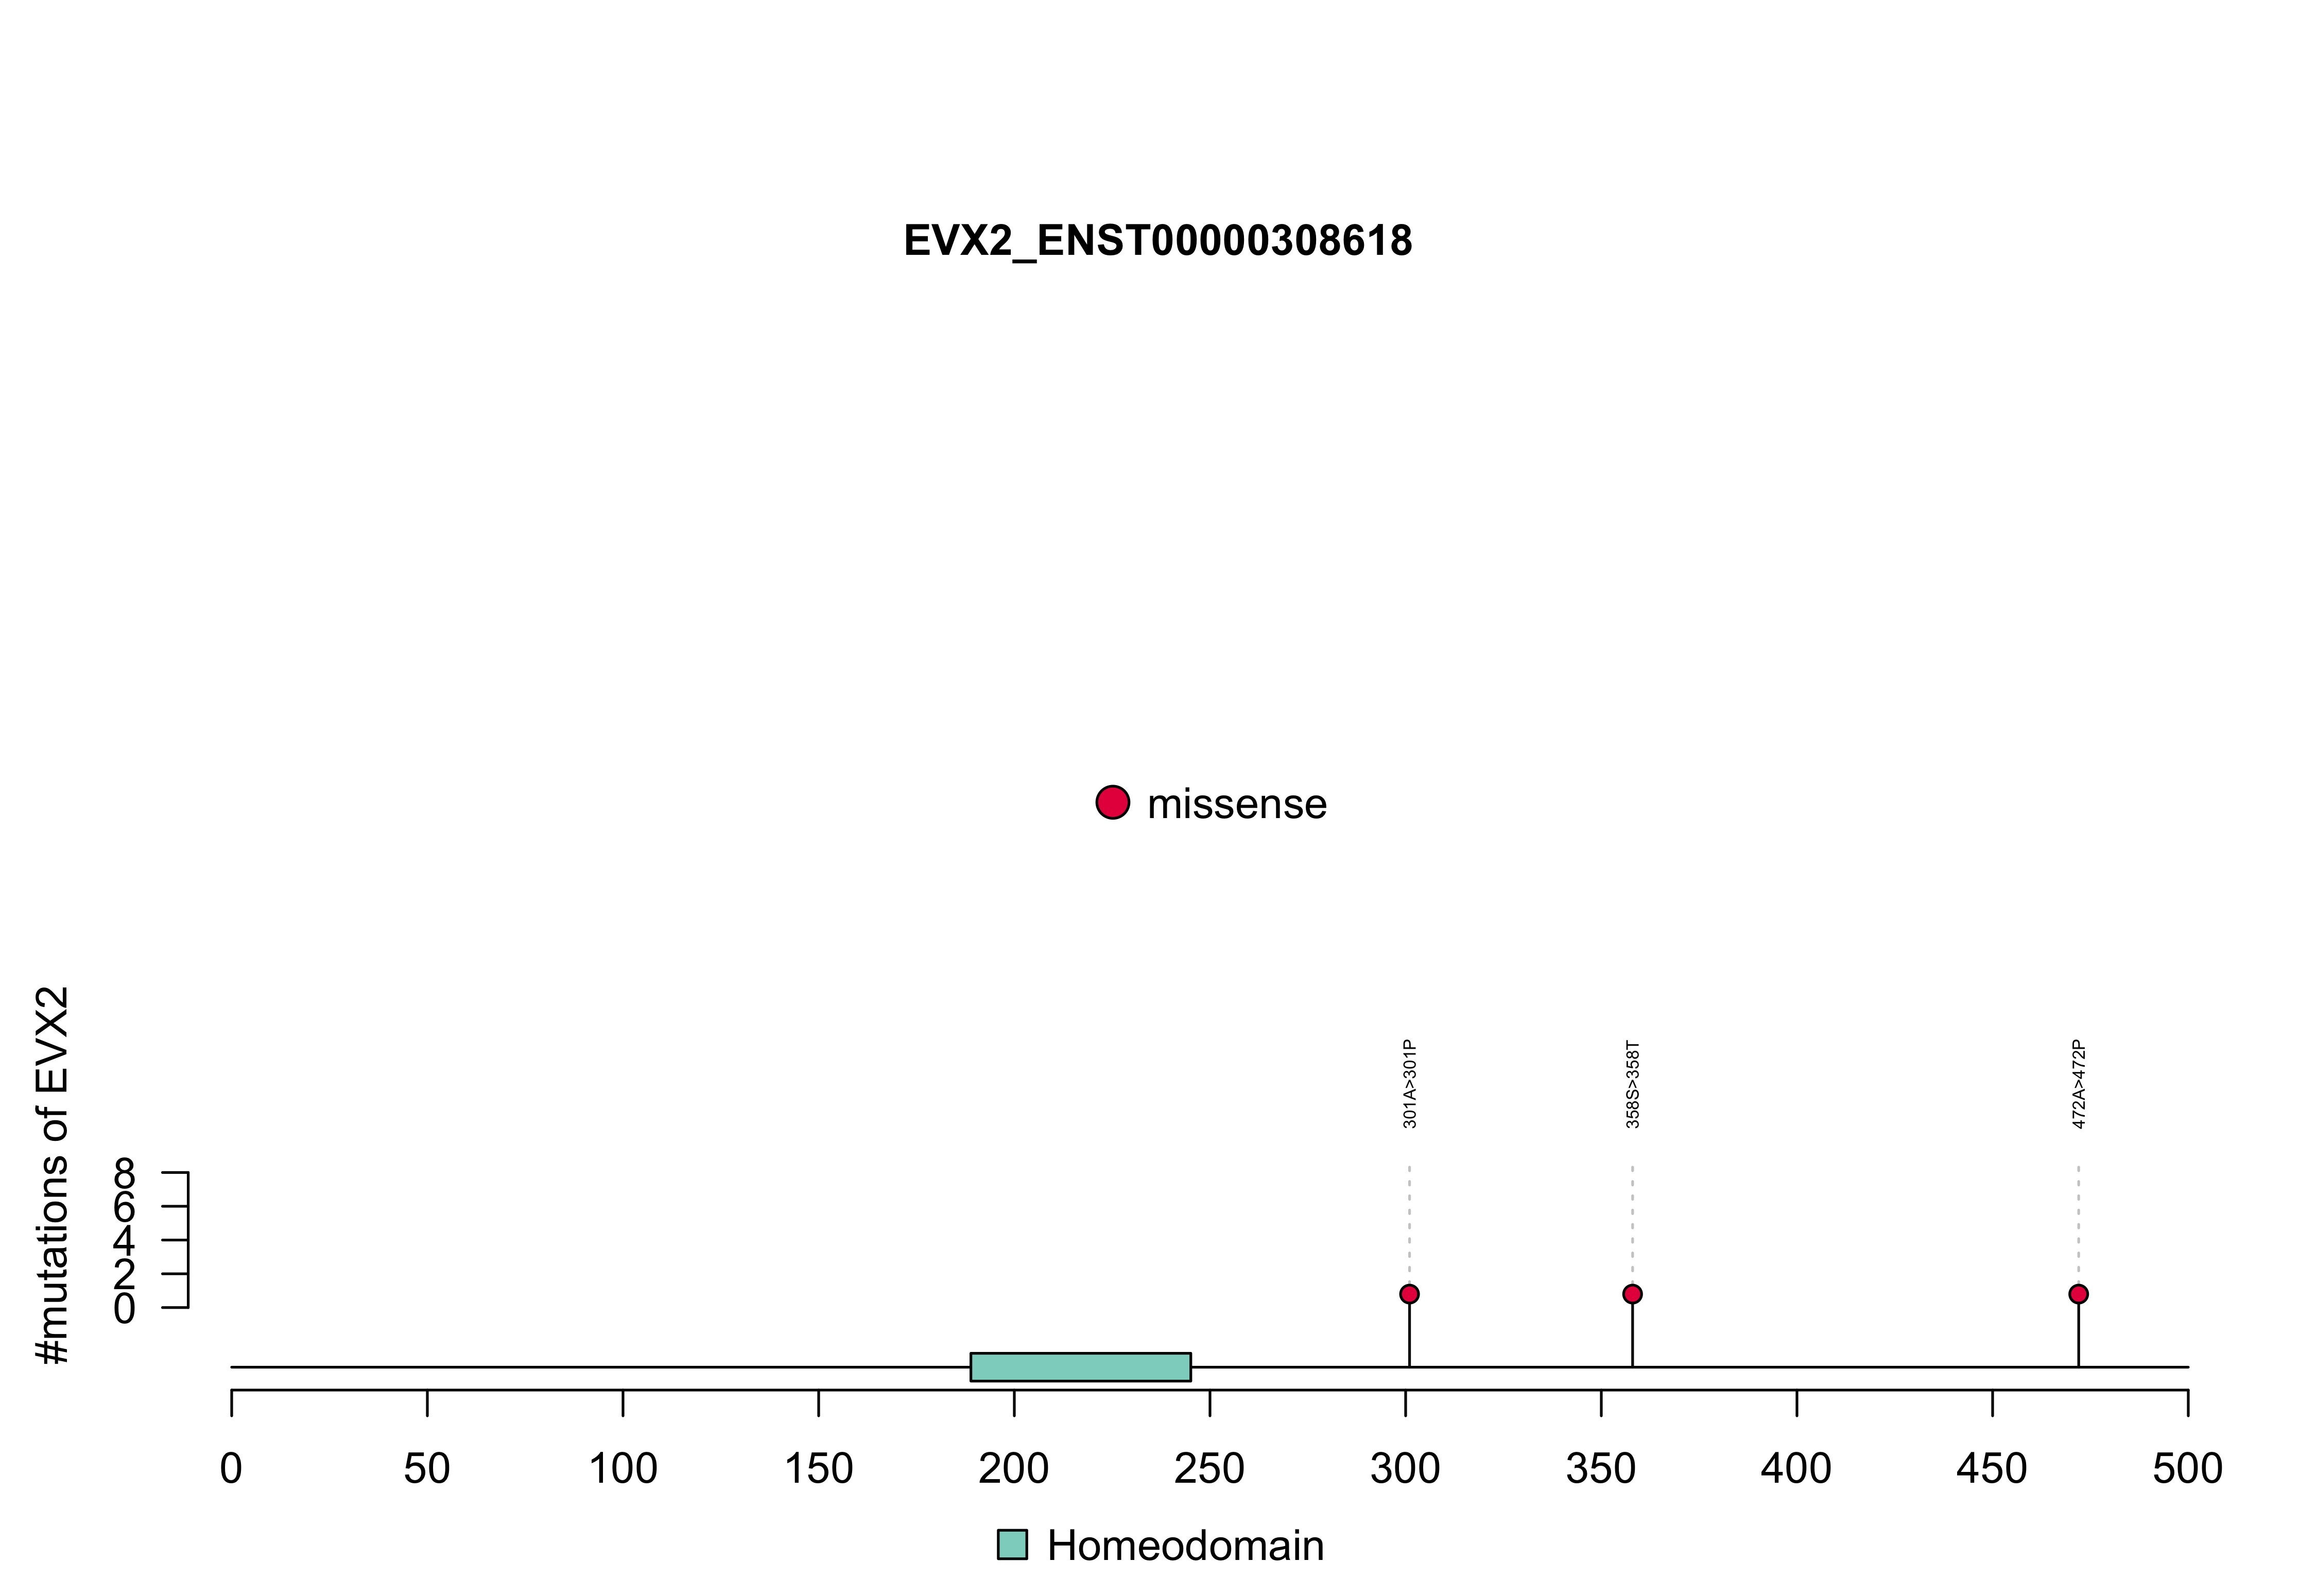 EVX2_ENST00000308618
missense
#mutations of EVX2
301A>301P
358S>358T
472A>472P
8
6
4
2
0
0 50 100 150 200 250 300 350 400 450 500
Homeodomain